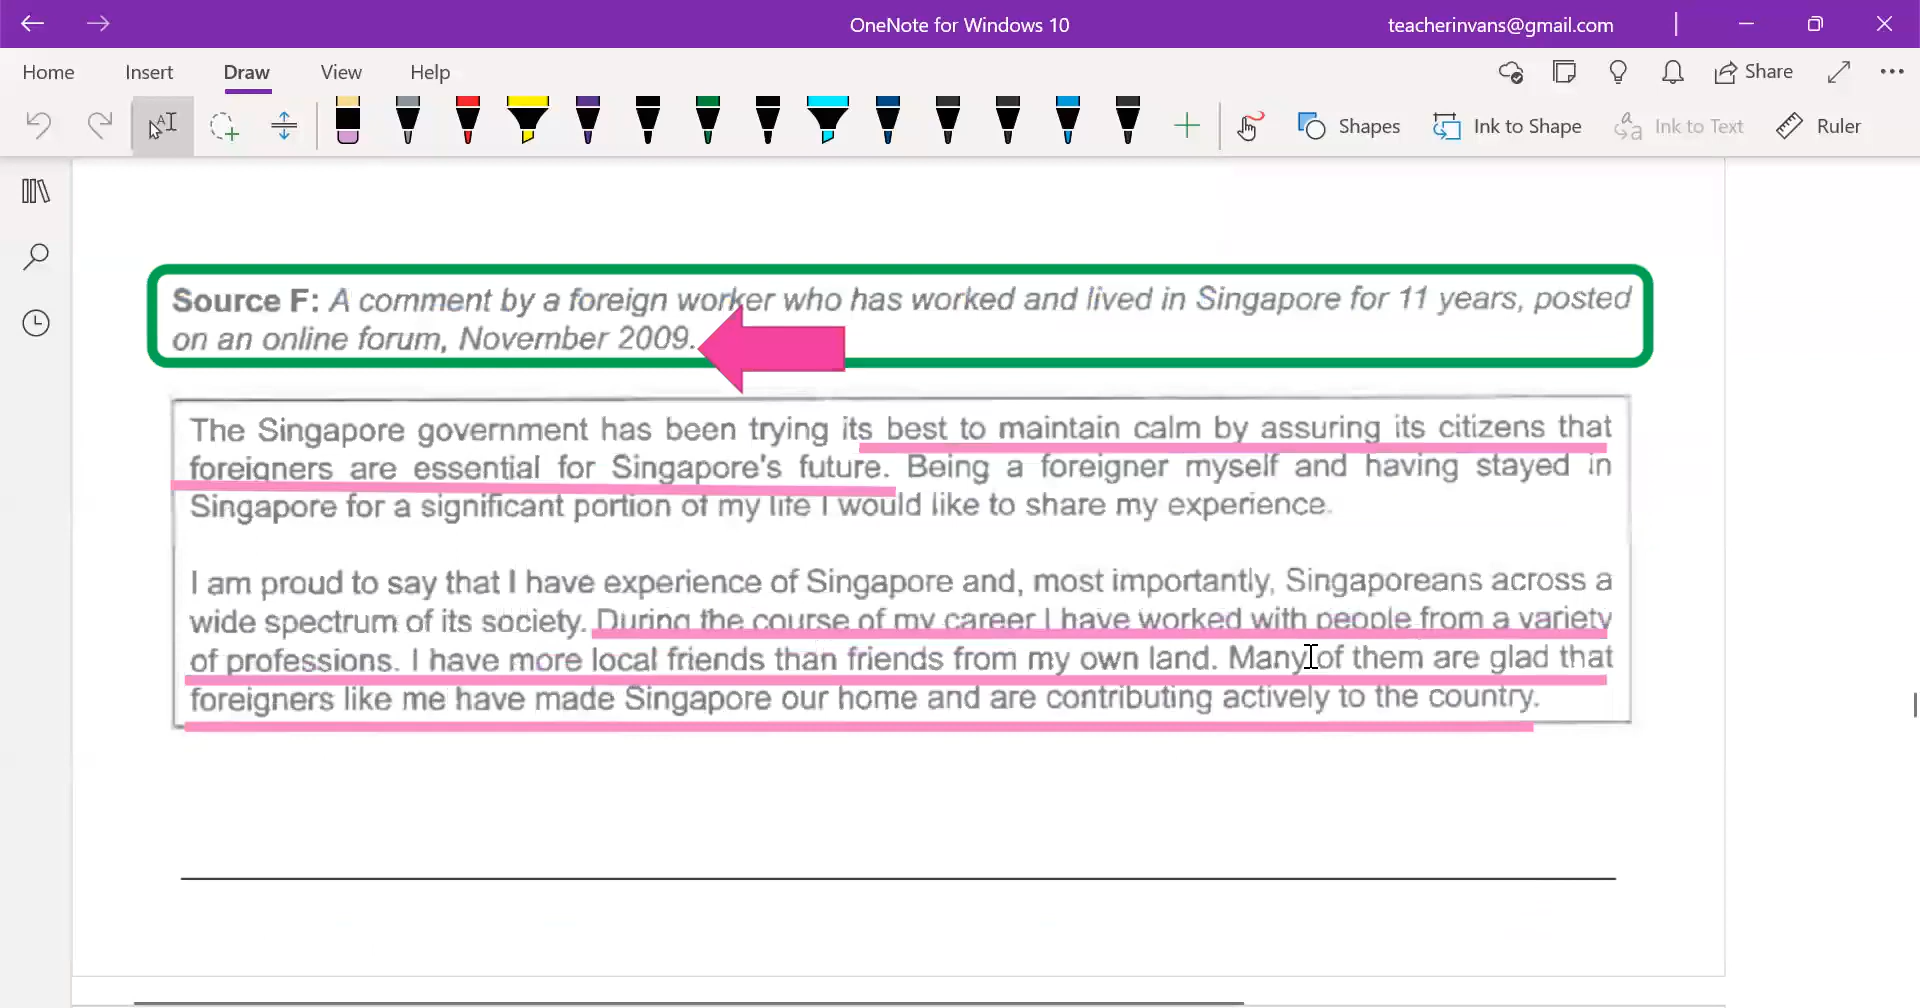 OneNote for Windows 10
teacherinvans@gmail.com
Home Insert Draw View Help
Share
Shapes Ink to Shape Ink to Text Ruler
Source F: A comment by a foreign worker who has worked and lived in Singapore for 11 years, posted
on an online forum, November 2009.
The Singapore government has been trying its best to maintain calm by assuring its citizens that
foreigners are essential for Singapore's future. Being a foreigner myself and having stayed in
Singapore for a significant portion of my life I would like to share my experience.
I am proud to say that I have experience of Singapore and, most importantly, Singaporeans across a
wide spectrum of its society. During the course of my career I have worked with people from a variety
of professions. I have more local friends than friends from my own land. Many of them are glad that
foreigners like me have made Singapore our home and are contributing actively to the country.